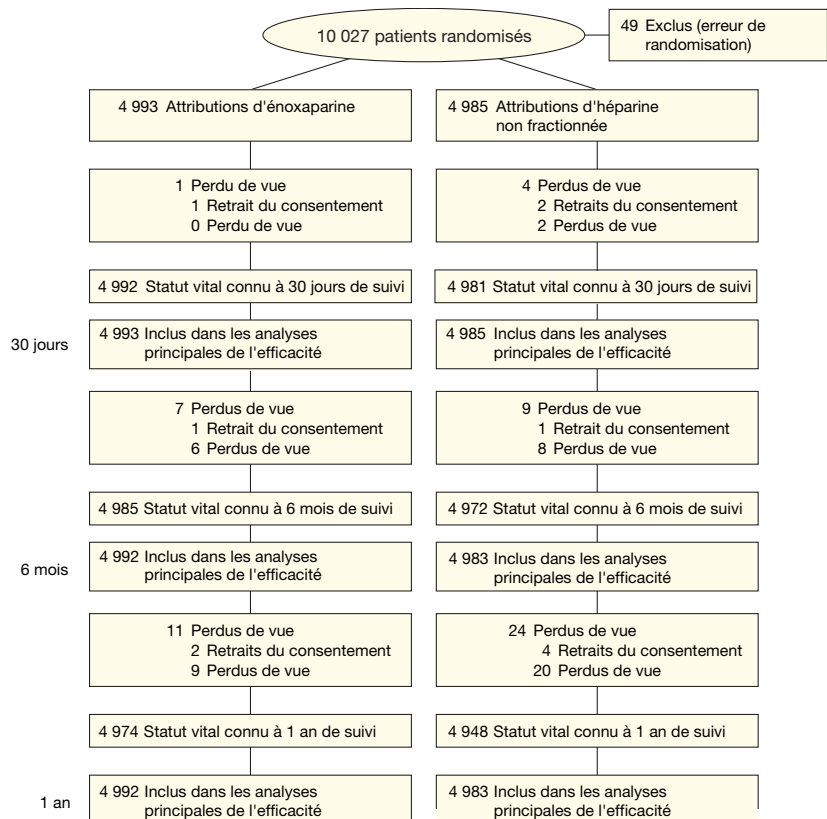 10 027 patients randomisés
49 Exclus (erreur de
randomisation)
4 993 Attributions d'énoxaparine
4 985 Attributions d'héparine
non fractionnée
1 Perdu de vue
1 Retrait du consentement
0 Perdu de vue
4 Perdus de vue
2 Retraits du consentement
2 Perdus de vue
4 992 Statut vital connu à 30 jours de suivi
4 981 Statut vital connu à 30 jours de suivi
30 jours
4 993 Inclus dans les analyses
principales de l'efficacité
4 985 Inclus dans les analyses
principales de l'efficacité
7 Perdus de vue
1 Retrait du consentement
6 Perdus de vue
9 Perdus de vue
1 Retrait du consentement
8 Perdus de vue
4 985 Statut vital connu à 6 mois de suivi
4 972 Statut vital connu à 6 mois de suivi
6 mois
4 992 Inclus dans les analyses
principales de l'efficacité
4 983 Inclus dans les analyses
principales de l'efficacité
11 Perdus de vue
2 Retraits du consentement
9 Perdus de vue
24 Perdus de vue
4 Retraits du consentement
20 Perdus de vue
4 974 Statut vital connu à 1 an de suivi
4 948 Statut vital connu à 1 an de suivi
1 an
4 992 Inclus dans les analyses
principales de l'efficacité
4 983 Inclus dans les analyses
principales de l'efficacité